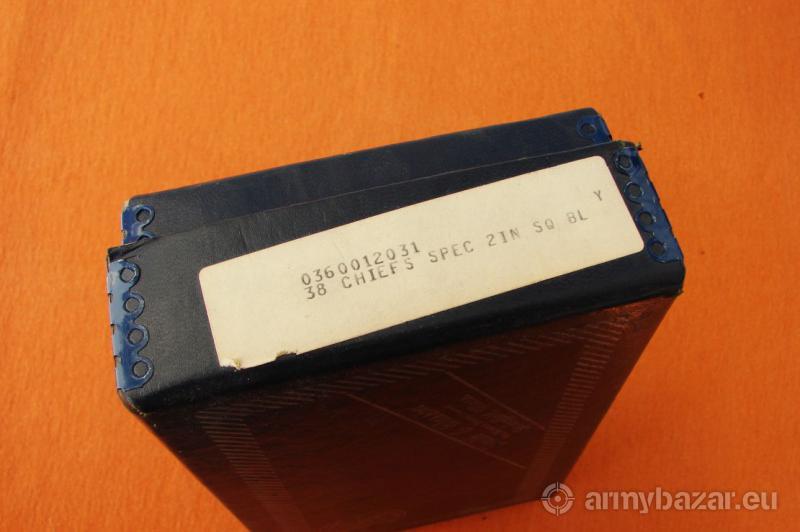 Y
0360012031
38 CHIEFS SPEC 2IN SQ BL
armybazar.eu